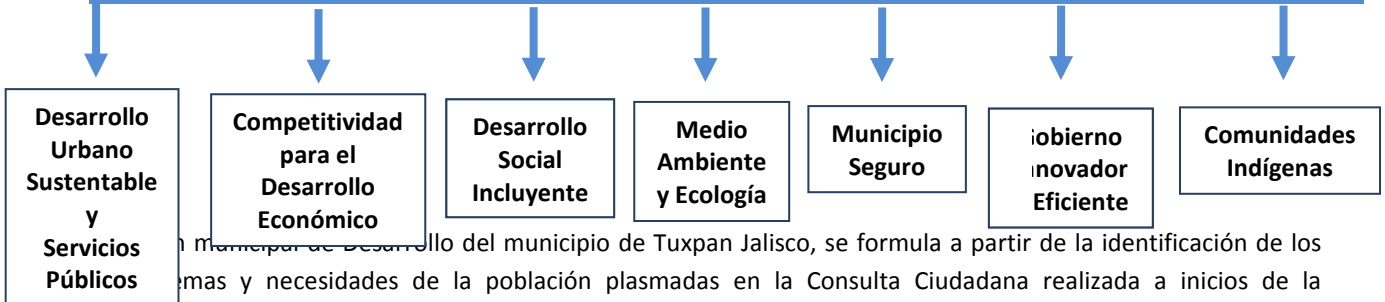 Desarrollo
Urbano
Sustentable
y
Servicios
Públicos
Competitividad
para el
Desarrollo
Económico
Desarrollo
Social
Incluyente
Medio
Ambiente
y Ecología
Municipio
Seguro
Eficiente
Comunidades
Indígenas
municipal de Desarrollo del municipio de Tuxpan Jalisco, se formula a partir de la identificación de los
y necesidades de la población plasmadas en la Consulta Ciudadana realizada a inicios de la